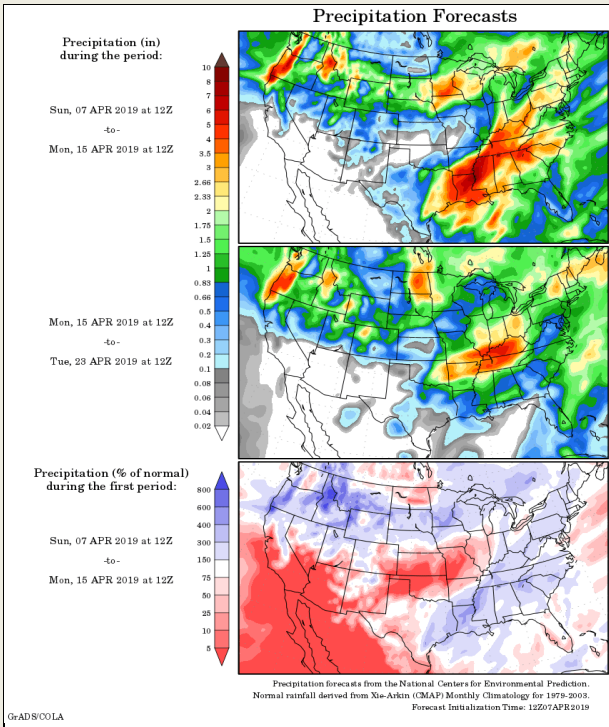 Precipitation Forecasts
Precipitation (in)
during the period:
Sun, 07 APR 2019 at 12Z
-to-
Mon, 15 APR 2019 at 12Z
10
8
7
6
5
4
3.5
3
2.66
2.33
2
1.75
1.5
1.25
1
0.83
0.66
0.5
0.4
0.3
0.2
0.1
0.08
0.06
0.04
0.02
Mon, 15 APR 2019 at 12Z
-to-
Tue, 23 APR 2019 at 12Z
Precipitation (% of normal)
during the first period:
Sun, 07 APR 2019 at 12Z
-to-
Mon, 15 APR 2019 at 12Z
800
600
400
300
150
75
50
25
10
5
Precipitation forecasts from the National Centers for Environmental Prediction.
Normal rainfall derived from Xie-Arkin (CMAP) Monthly Climatology for 1979-2003.
Forecast Initialization Time: 12Z07APR2019
GrADS/COLA